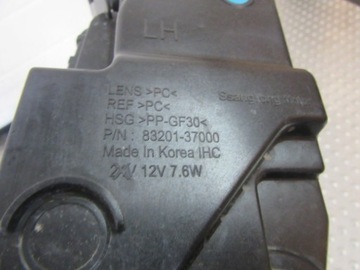 LH
LENS >PC<
REF >PC<
HSG >PP-GF30<
P/N : 83201-37000
Made In Korea IHC
/ 12V 7.6W